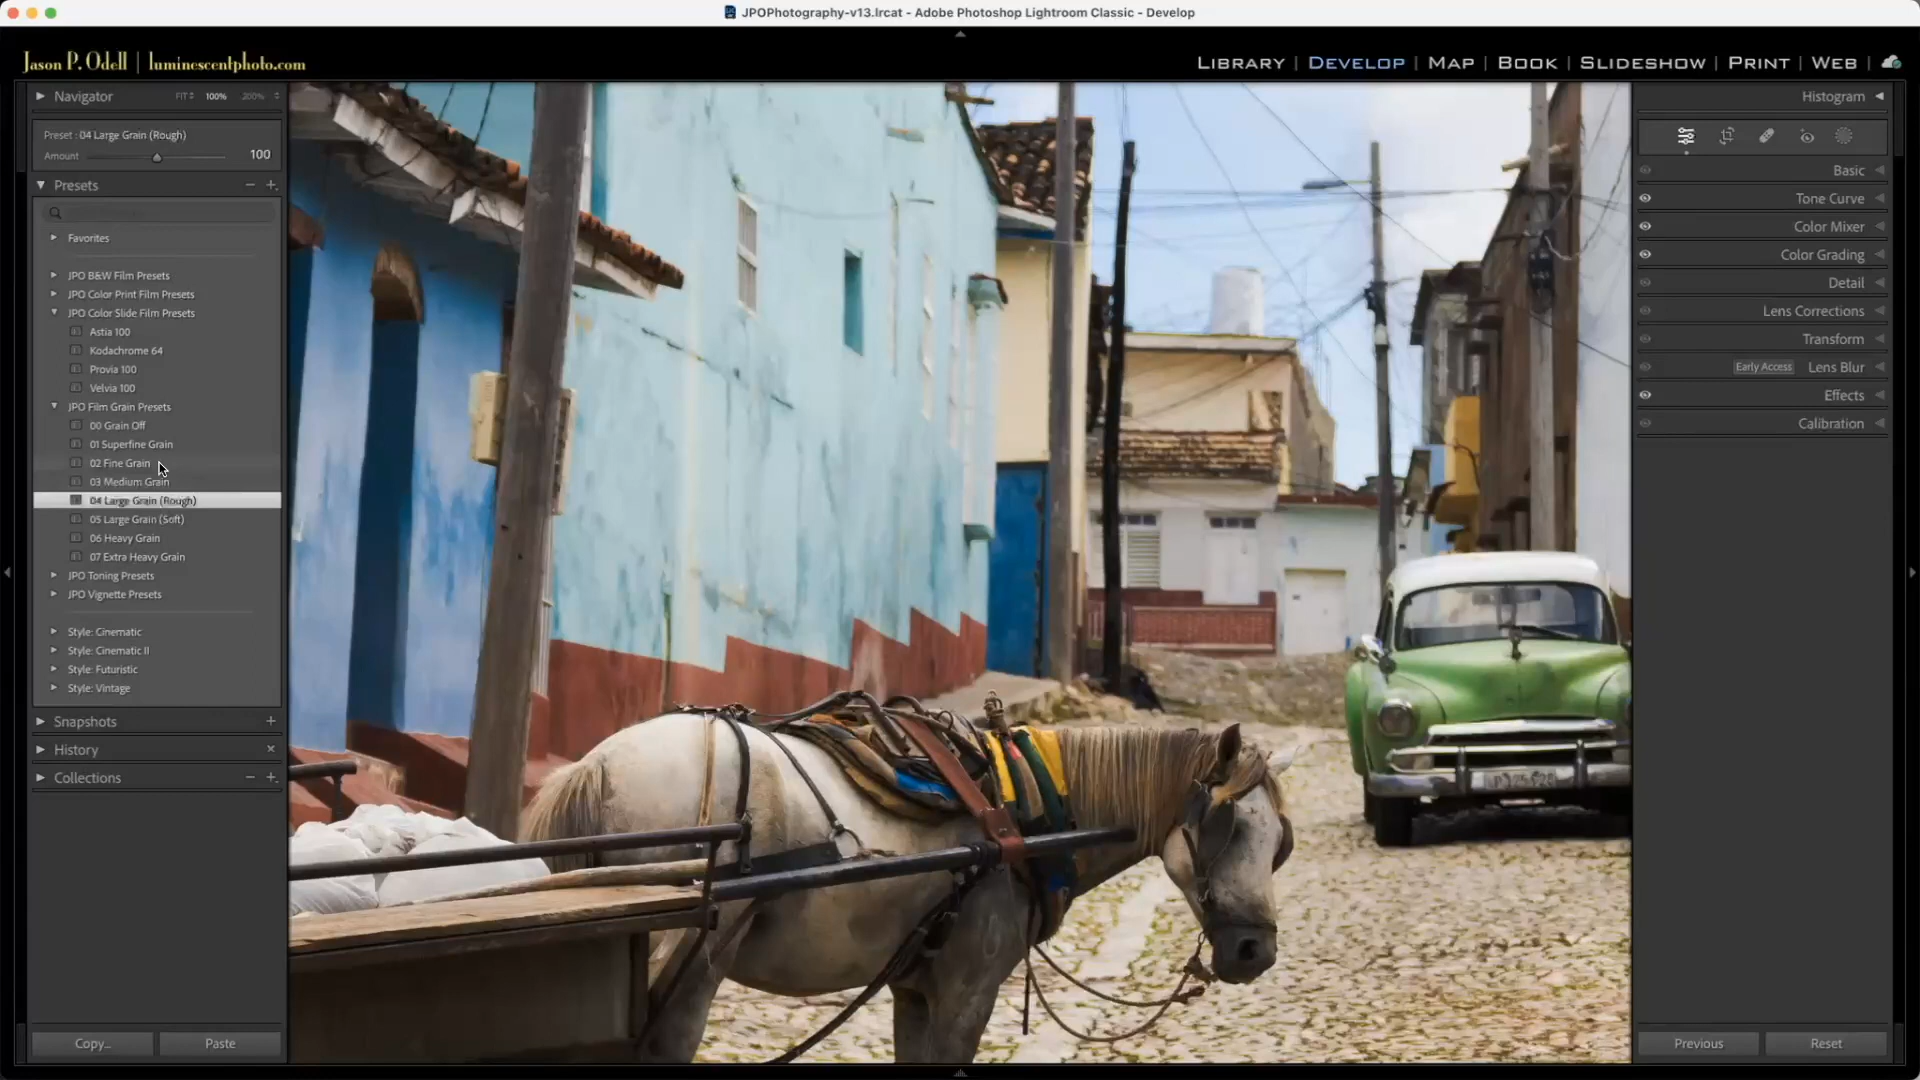 JPOPhotography-v13.lrcat - Adobe Photoshop Lightroom Classic - Develop
Jason P. Odell | luminescentphoto.com
Library | Develop | Map | Book | Slideshow | Print | Web |
Navigator FIT 100% 200%
Preset : 04 Large Grain (Rough)
Amount 100
Presets
Favorites
JPO B&W Film Presets
JPO Color Print Film Presets
JPO Color Slide Film Presets
Astia 100
Kodachrome 64
Provia 100
Velvia 100
JPO Film Grain Presets
00 Grain Off
01 Superfine Grain
02 Fine Grain
03 Medium Grain
04 Large Grain (Rough)
05 Large Grain (Soft)
06 Heavy Grain
07 Extra Heavy Grain
JPO Toning Presets
JPO Vignette Presets
Style: Cinematic
Style: Cinematic II
Style: Futuristic
Style: Vintage
Snapshots
History
Collections
Copy...
Paste
Histogram
Basic
Tone Curve
Color Mixer
Color Grading
Detail
Lens Corrections
Transform
Early Access Lens Blur
Effects
Calibration
Previous
Reset